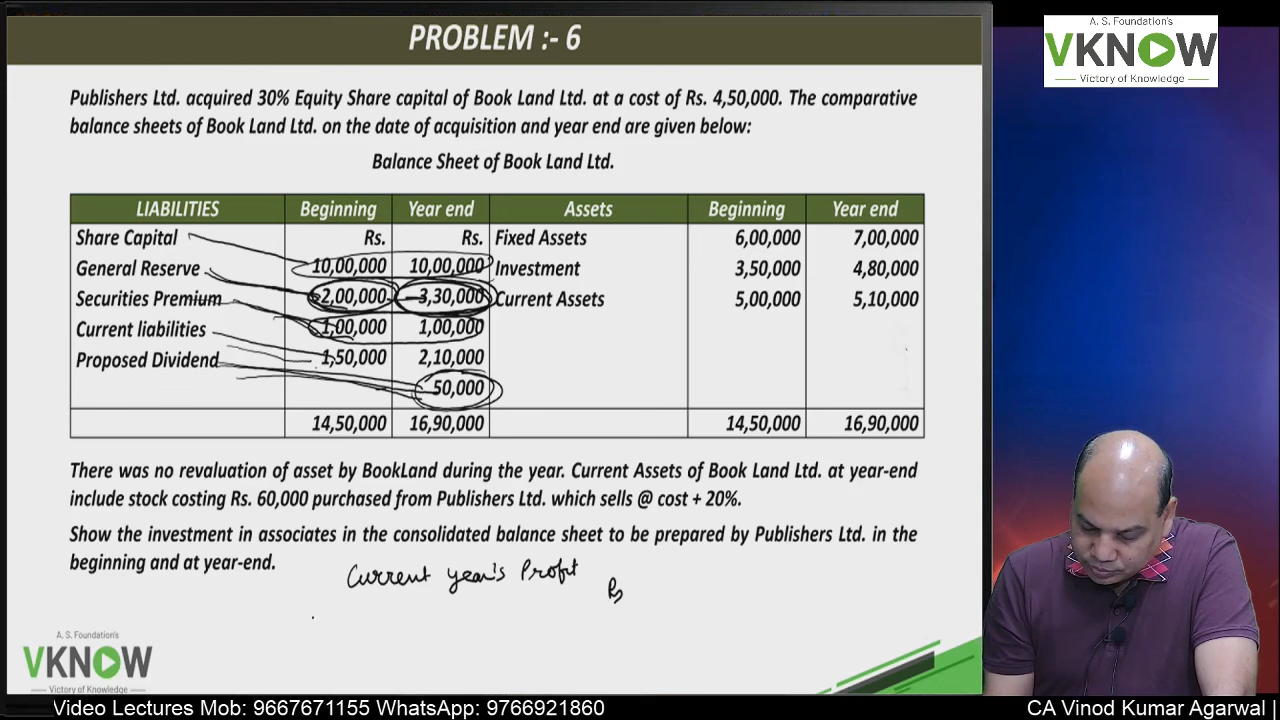 PROBLEM :- 6
A. S. Foundation's
VKNOW
Victory of Knowledge
Publishers Ltd. acquired 30% Equity Share capital of Book Land Ltd. at a cost of Rs. 4,50,000. The comparative
balance sheets of Book Land Ltd. on the date of acquisition and year end are given below:
Balance Sheet of Book Land Ltd.
LIABILITIES Beginning Year end Assets Beginning Year end
Share Capital Rs. Rs. Fixed Assets 6,00,000 7,00,000
General Reserve 10,00,000 10,00,000 Investment 3,50,000 4,80,000
Securities Premium 2,00,000 3,30,000 Current Assets 5,00,000 5,10,000
Current liabilities 1,00,000 1,00,000
Proposed Dividend 1,50,000 2,10,000
50,000
14,50,000 16,90,000 14,50,000 16,90,000
There was no revaluation of asset by BookLand during the year. Current Assets of Book Land Ltd. at year-end
include stock costing Rs. 60,000 purchased from Publishers Ltd. which sells @ cost + 20%.
Show the investment in associates in the consolidated balance sheet to be prepared by Publishers Ltd. in the
beginning and at year-end.
Current year's Profit
A. S. Foundation's
VKNOW
Victory of Knowledge
Video Lectures Mob: 9667671155 WhatsApp: 9766921860
CA Vinod Kumar Agarwal |